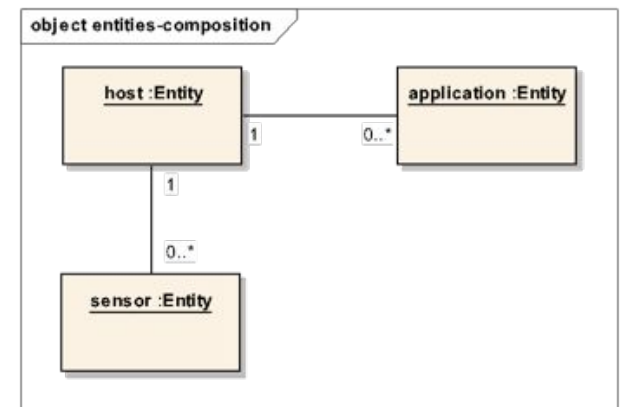 object entities-composition
host :Entity
application :Entity
1
0..*
1
0..*
sensor :Entity